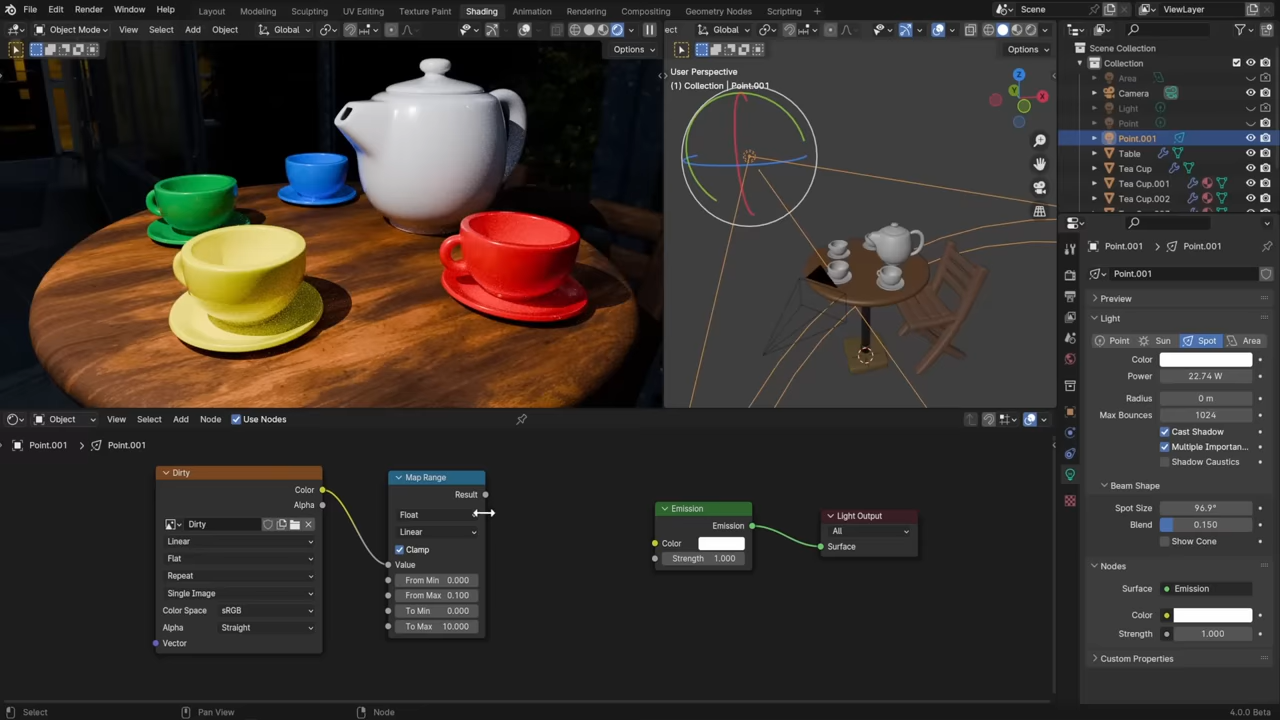 File Edit Render Window Help Layout Modeling Sculpting UV Editing Texture Paint Shading Animation Rendering Compositing Geometry Nodes Scripting Scene ViewLayer
Object Mode View Select Add Object Global ect Global
Options Options
User Perspective
(1) Collection | Point.001
Scene Collection
Collection
Area
Camera
Light
Point
Point.001
Table
Tea Cup
Tea Cup.001
Tea Cup.002
Point.001 Point.001
Point.001
Preview
Light
Point Sun Spot Area
Color
Power 22.74 W
Radius 0 m
Max Bounces 1024
Cast Shadow
Multiple Importan...
Shadow Caustics
Beam Shape
Spot Size 96.9°
Blend 0.150
Show Cone
Nodes
Surface Emission
Color
Strength 1.000
Custom Properties
Object View Select Add Node Use Nodes
Point.001 Point.001
Dirty
Color
Alpha
Dirty
Linear
Flat
Repeat
Single Image
Color Space sRGB
Alpha Straight
Vector
Map Range
Result
Float
Linear
Clamp
Value
From Min 0.000
From Max 0.100
To Min 0.000
To Max 10.000
Emission
Emission
Color
Strength 1.000
Light Output
All
Surface
Select Pan View Node 4.0.0 Beta